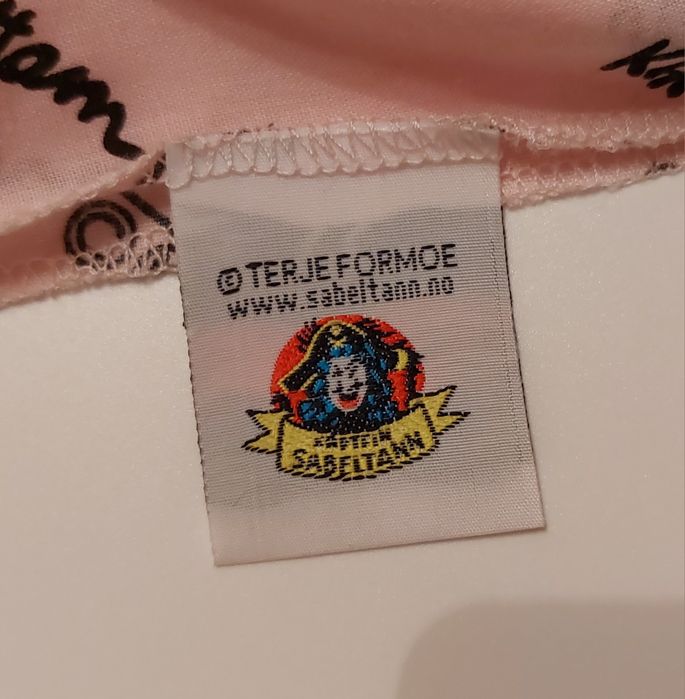 © TERJE FORMOE
www.sabeltann.no
KAPTEIN
SABELTANN